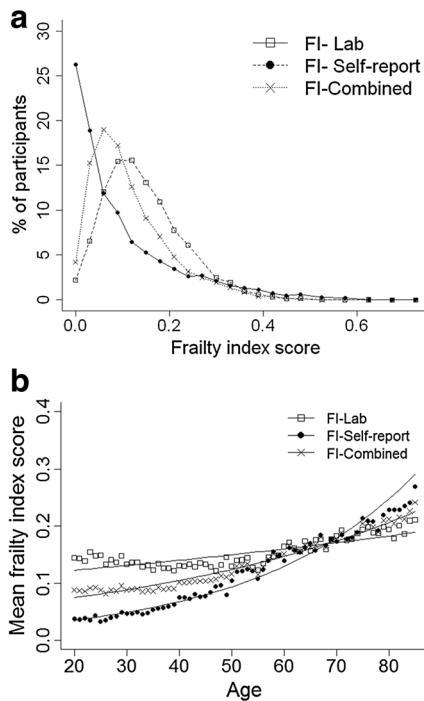 a
FI- Lab
FI- Self-report
FI-Combined
% of participants
30
25
20
15
10
5
0
0.0 0.2 0.4 0.6
Frailty index score
b
FI-Lab
FI-Self-report
FI-Combined
Mean frailty index score
0.4
0.3
0.2
0.1
0.0
20 30 40 50 60 70 80
Age